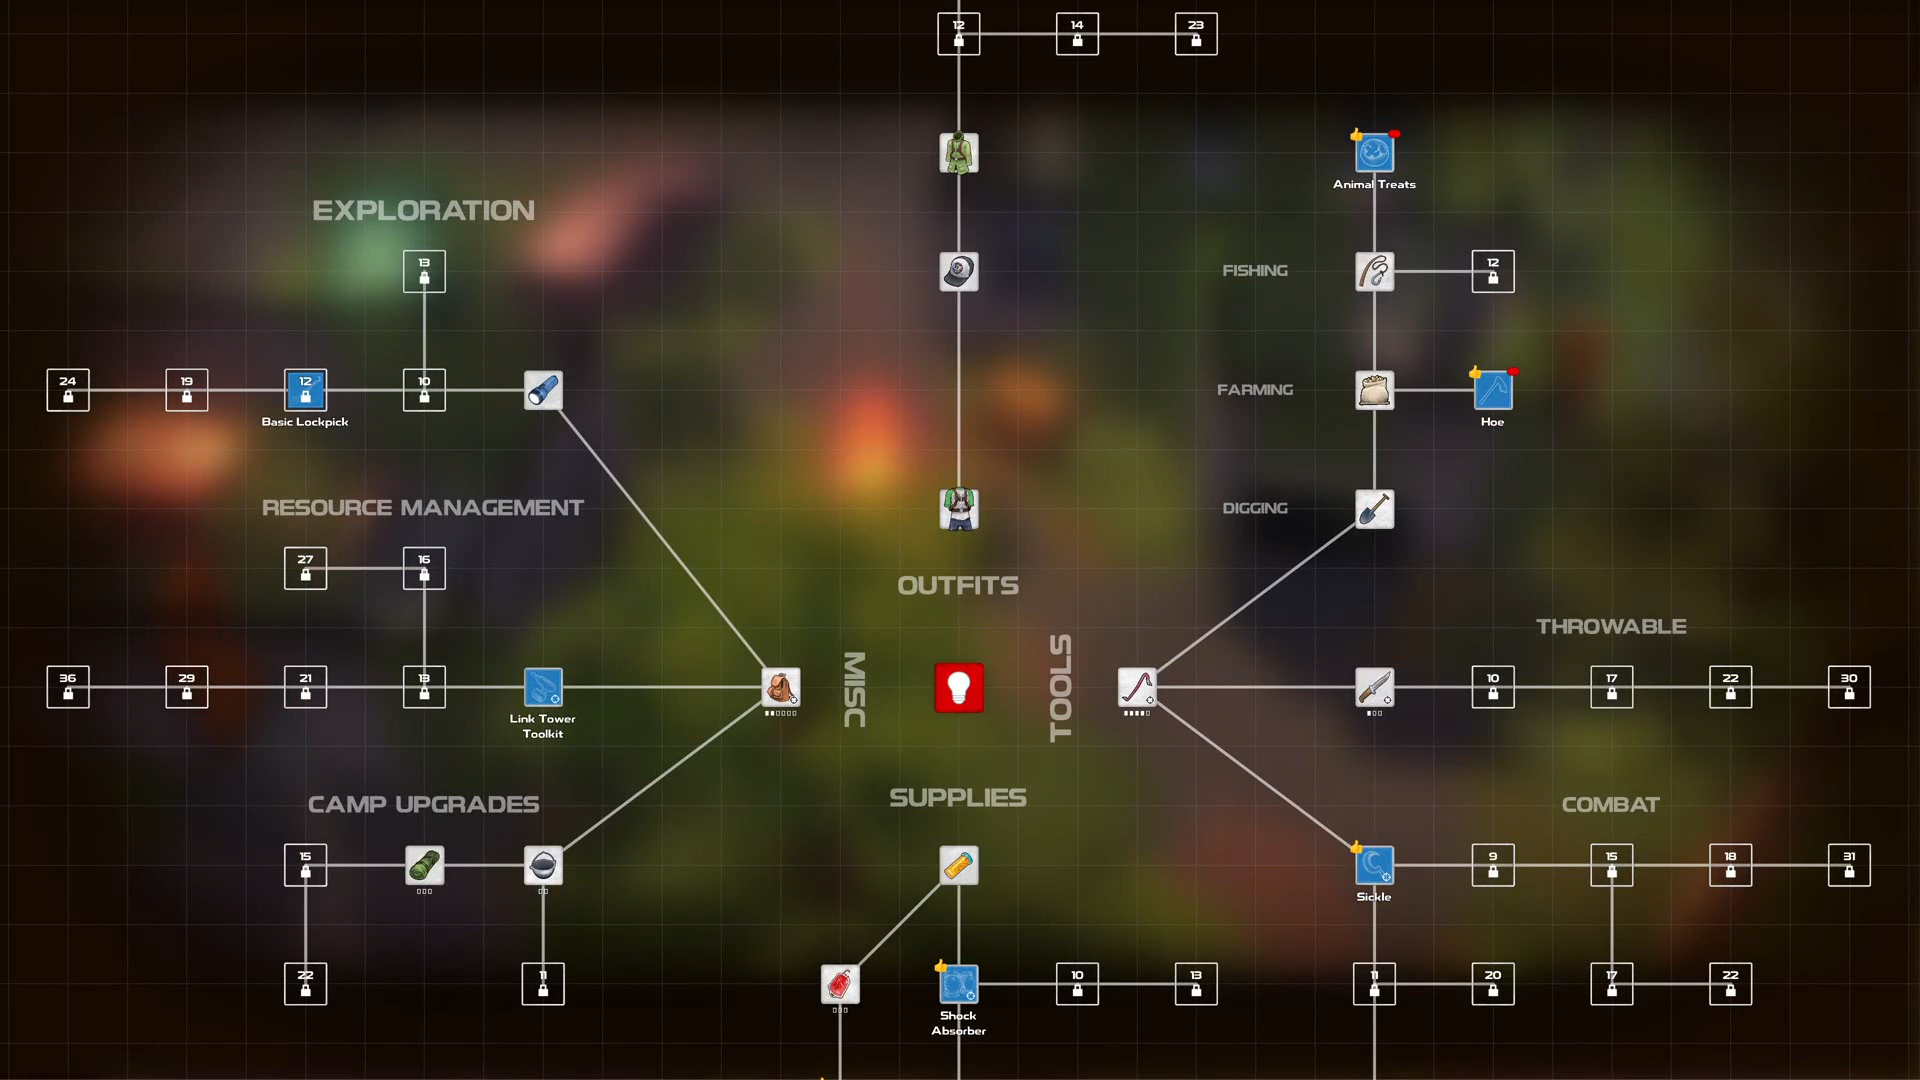 12 14 23
Animal Treats
EXPLORATION
13
FISHING
12
24 19 12 10
Basic Lockpick
FARMING
Hoe
RESOURCE MANAGEMENT
DIGGING
27 16
OUTFITS
THROWABLE
36 29 21 13
Link Tower
Toolkit
MISC
TOOLS
10 17 22 30
CAMP UPGRADES
SUPPLIES
COMBAT
15
Sickle
9 15 18 31
22 11
Shock
Absorber
10 13
11 20 17 22